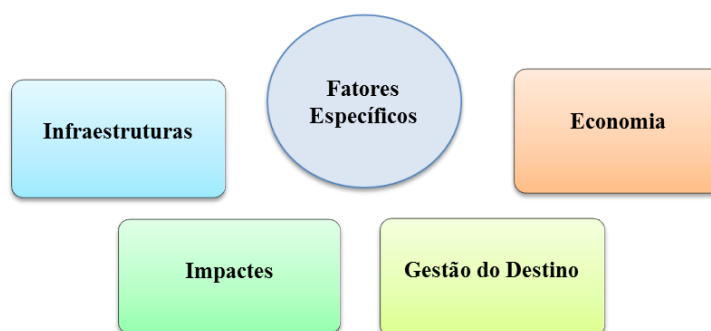 Fatores
Específicos
Infraestruturas
Economia
Impactes
Gestão do Destino